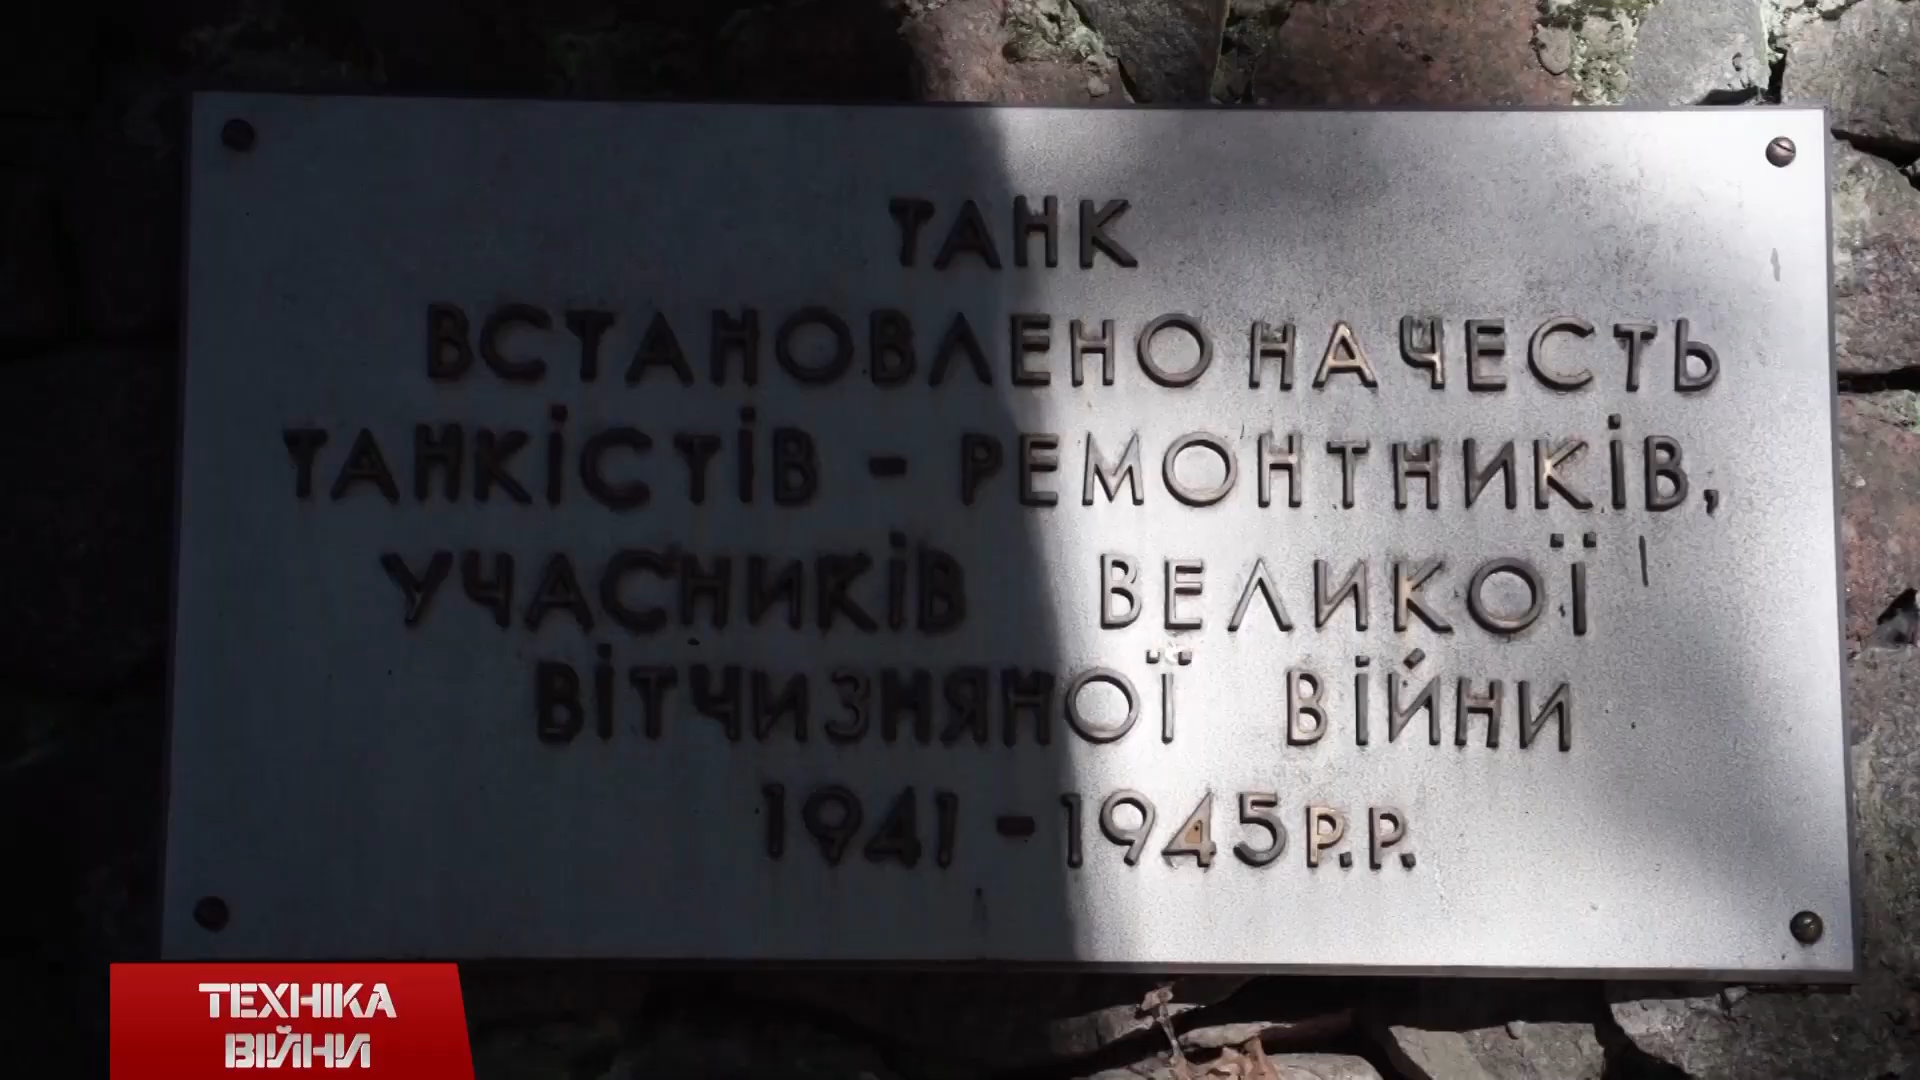 ТАНК
ВСТАНОВЛЕНО НА ЧЕСТЬ
ТАНКІСТІВ - РЕМОНТНИКІВ,
УЧАСНИКІВ ВЕЛИКОЇ
ВІТЧИЗНЯНОЇ ВІЙНИ
1941 - 1945 Р.Р.
ТЕХНІКА
ВІЙНИ